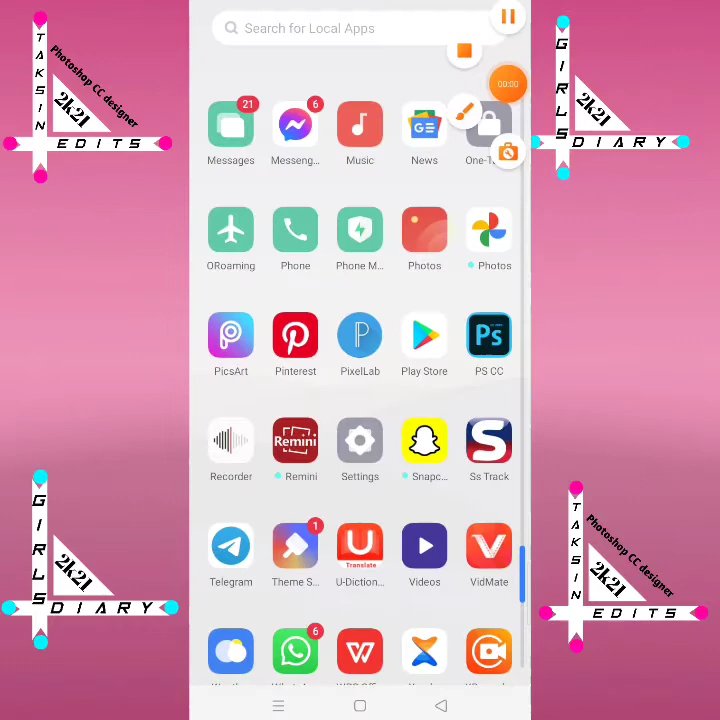 TAKSIN
EDITS
2k21
Photoshop CC designer
GIRLS
DIARY
2k21
Search for Local Apps
00:00
21
6
Messages
Messeng...
Music
News
One-T...
ORoaming
Phone
Phone M...
Photos
Photos
PicsArt
Pinterest
PixelLab
Play Store
Ps
PS CC
Remini
Recorder
Remini
Settings
Snapc...
Ss Track
1
Translate
Telegram
Theme S...
U-Diction...
Videos
VidMate
6
GIRLS
DIARY
2k21
TAKSIN
EDITS
2k21
Photoshop CC designer